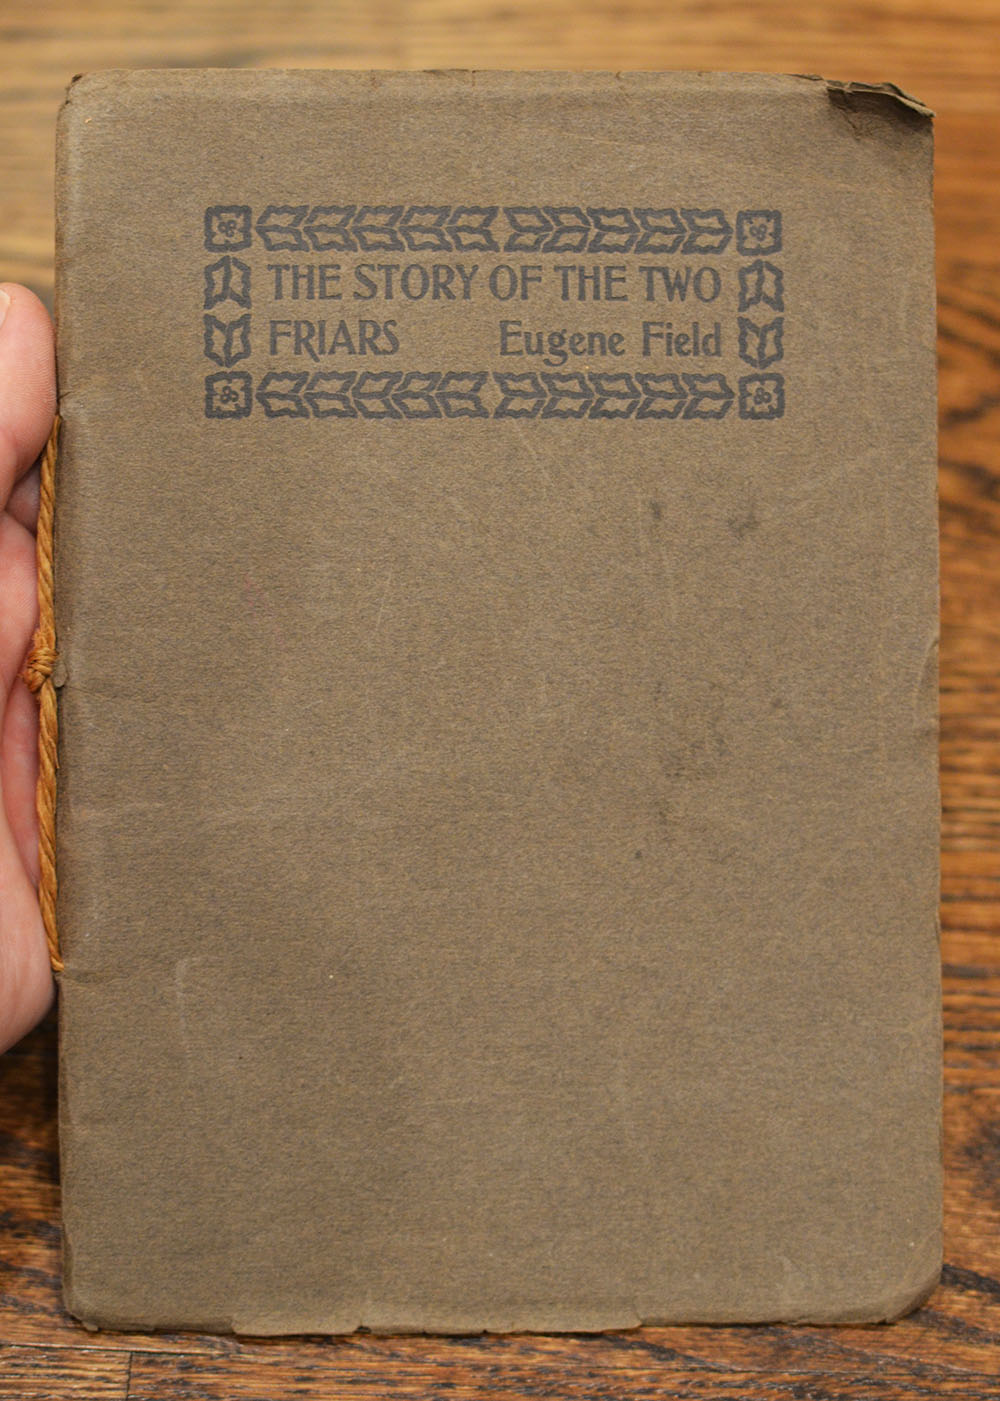 THE STORY OF THE TWO
FRIARS Eugene Field